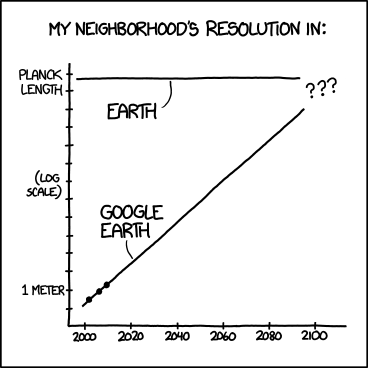 MY NEIGHBORHOOD'S RESOLUTION IN:
PLANCK
LENGTH
???
EARTH
(LOG
SCALE)
GOOGLE
EARTH
1 METER
2000 2020 2040 2060 2080 2100